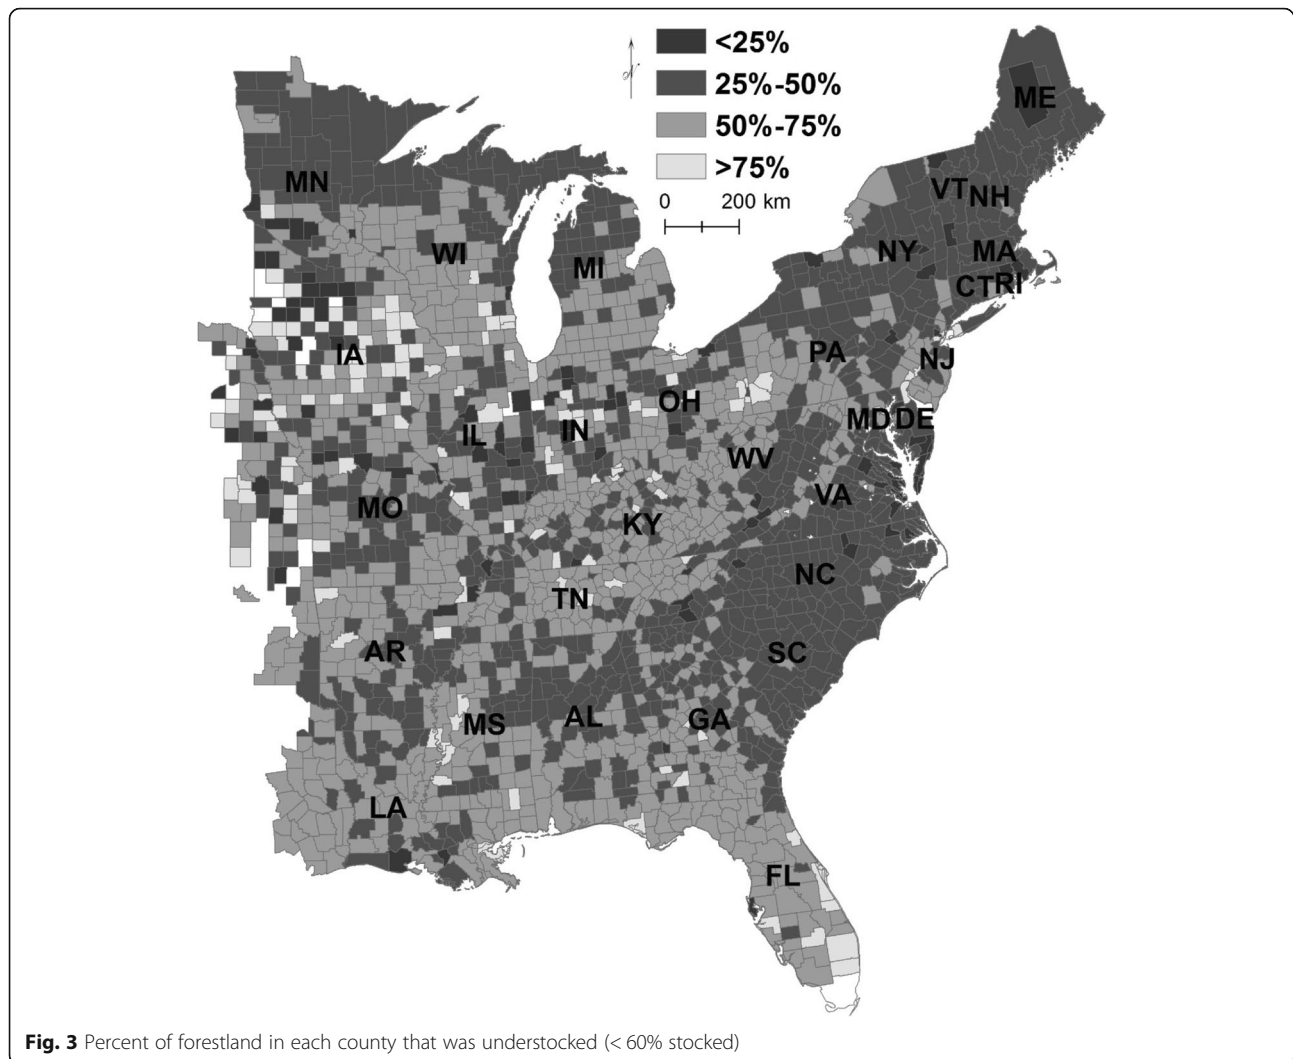 <25%
25%-50%
50%-75%
>75%
0 200 km
N
ME
MN
VT NH
WI
MI
NY
MA
CT RI
IA
PA
NJ
OH
MD DE
IL
IN
WV
MO
VA
KY
NC
TN
AR
SC
MS
AL
GA
LA
FL
Fig. 3 Percent of forestland in each county that was understocked (< 60% stocked)